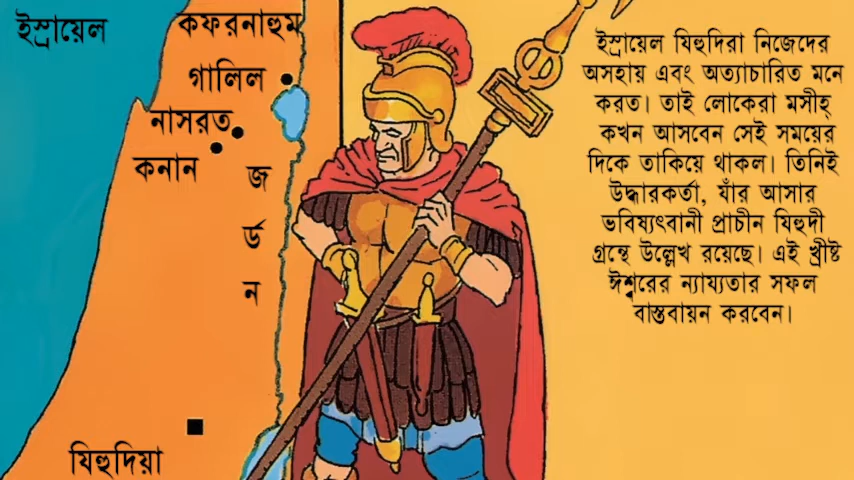 ইস্রায়েল
কফরনাহুম
গালিল
নাসরত
কনান
জ
র্ড
ন
যিহুদিয়া
ইস্রায়েল যিহুদিরা নিজেদের
অসহায় এবং অত্যাচারিত মনে
করত। তাই লোকেরা মসীহ্
কখন আসবেন সেই সময়ের
দিকে তাকিয়ে থাকল। তিনিই
উদ্ধারকর্তা, যাঁর আসার
ভবিষ্যৎবানী প্রাচীন যিহুদী
গ্রন্থে উল্লেখ রয়েছে। এই খ্রীষ্ট
ঈশ্বরের ন্যায্যতার সফল
বাস্তবায়ন করবেন।